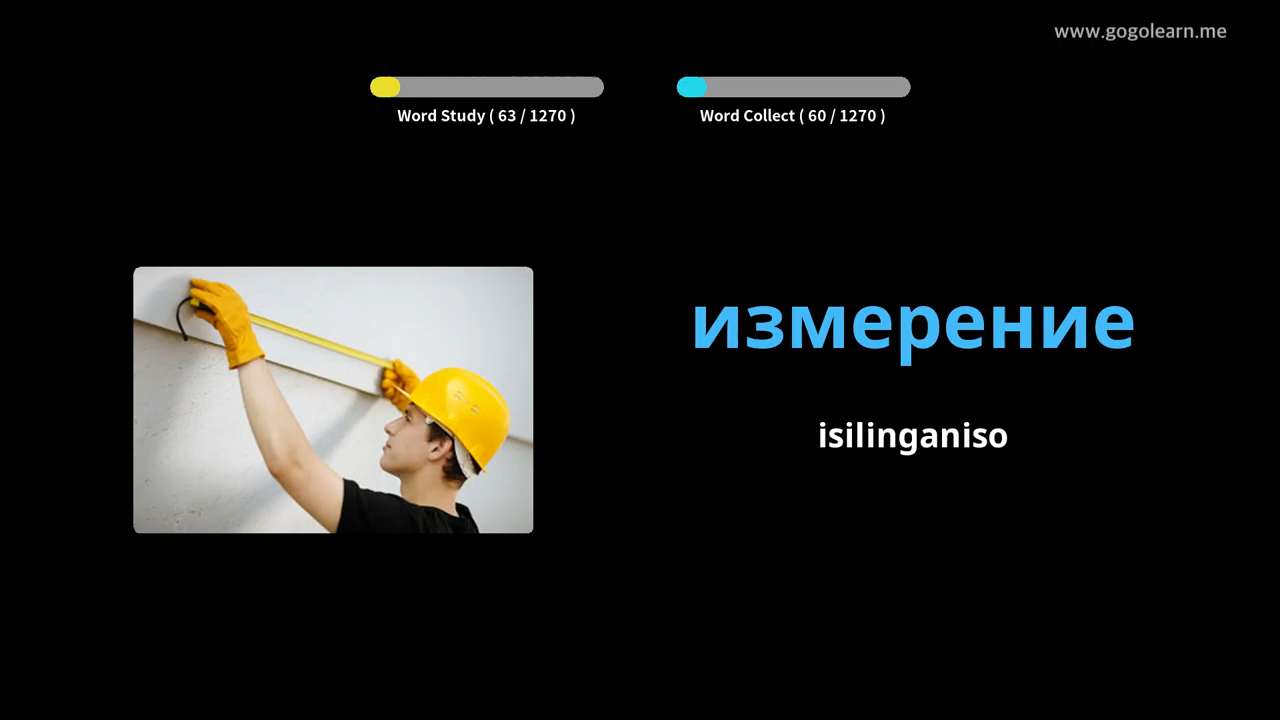 www.gogolearn.me
Word Study ( 63 / 1270 )
Word Collect ( 60 / 1270 )
измерение
isilinganiso